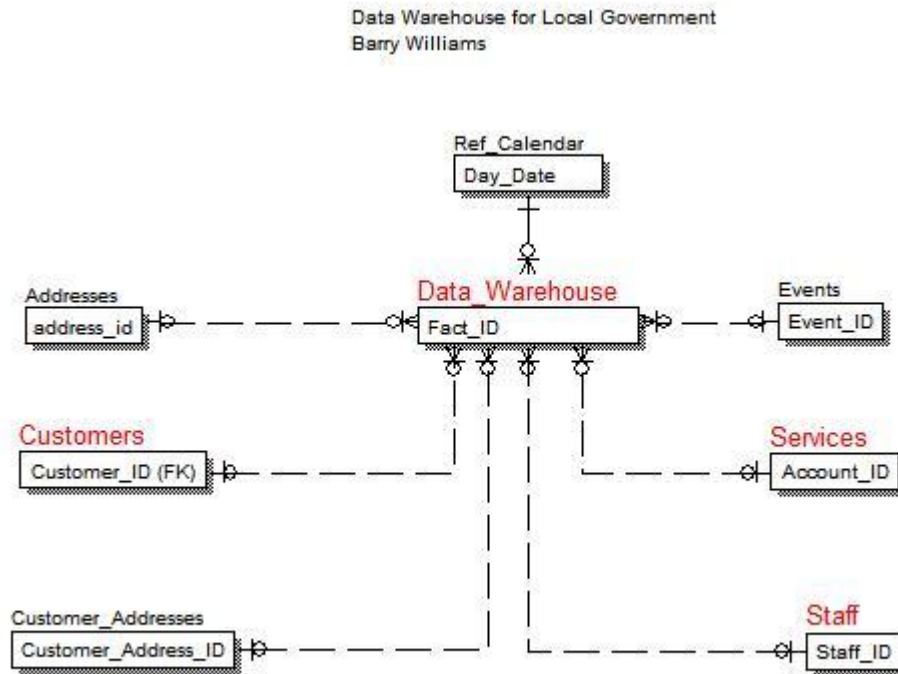 Data Warehouse for Local Government
Barry Williams
Ref_Calendar
Day_Date
Addresses
address_id
Data_Warehouse
Fact_ID
Events
Event_ID
Customers
Customer_ID (FK)
Services
Account_ID
Customer_Addresses
Customer_Address_ID
Staff
Staff_ID